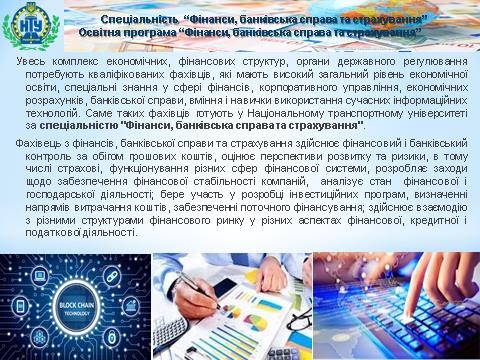 Спеціальність “Фінанси, банківська справа та страхування”
Освітня програма “Фінанси, банківська справа та страхування”
Увесь комплекс економічних, фінансових структур, органи державного регулювання
потребують кваліфікованих фахівців, які мають високий загальний рівень економічної
освіти, спеціальні знання у сфері фінансів, корпоративного управління, економічних
розрахунків, банківської справи, вміння і навички використання сучасних інформаційних
технологій. Саме таких фахівців готують у Національному транспортному університеті
за спеціальністю "Фінанси, банківська справа та страхування".
Фахівець з фінансів, банківської справи та страхування здійснює фінансовий і банківський
контроль за обігом грошових коштів, оцінює перспективи розвитку та ризики, в тому
числі страхові, функціонування різних сфер фінансової системи, розробляє заходи
щодо забезпечення фінансової стабільності компаній, аналізує стан фінансової і
господарської діяльності; бере участь у розробці інвестиційних програм, визначенні
напрямів витрачання коштів, забезпеченні поточного фінансування; здійснює взаємодію
з різними структурами фінансового ринку у різних аспектах фінансової, кредитної і
податкової діяльності.
BLOCK CHAIN
TECHNOLOGY